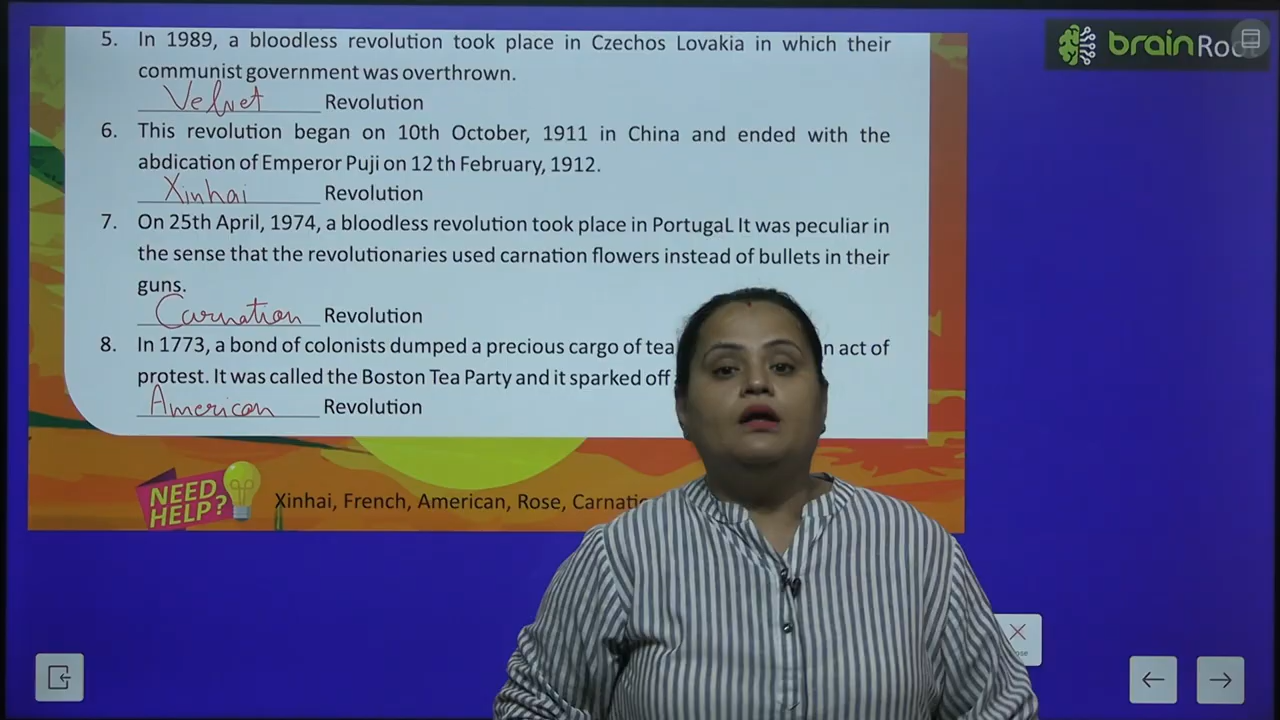 5. In 1989, a bloodless revolution took place in Czechos Lovakia in which their
communist government was overthrown.
Velvet Revolution
6. This revolution began on 10th October, 1911 in China and ended with the
abdication of Emperor Puji on 12 th February, 1912.
Xinhai Revolution
7. On 25th April, 1974, a bloodless revolution took place in PortugaL It was peculiar in
the sense that the revolutionaries used carnation flowers instead of bullets in their
guns.
Carnation Revolution
8. In 1773, a bond of colonists dumped a precious cargo of tea n act of
protest. It was called the Boston Tea Party and it sparked off
American Revolution
NEED
HELP?
Xinhai, French, American, Rose, Carnatio
brain Root